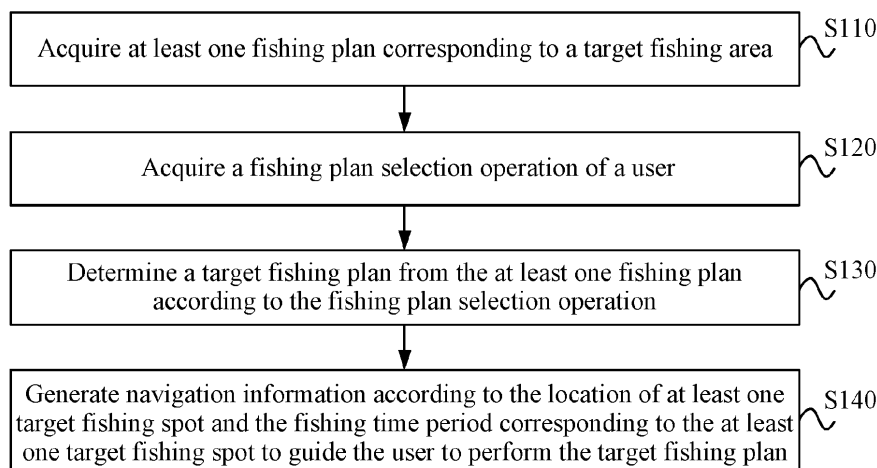 Acquire at least one fishing plan corresponding to a target fishing area
S110
Acquire a fishing plan selection operation of a user
S120
Determine a target fishing plan from the at least one fishing plan
according to the fishing plan selection operation
S130
Generate navigation information according to the location of at least one
target fishing spot and the fishing time period corresponding to the at least
one target fishing spot to guide the user to perform the target fishing plan
S140